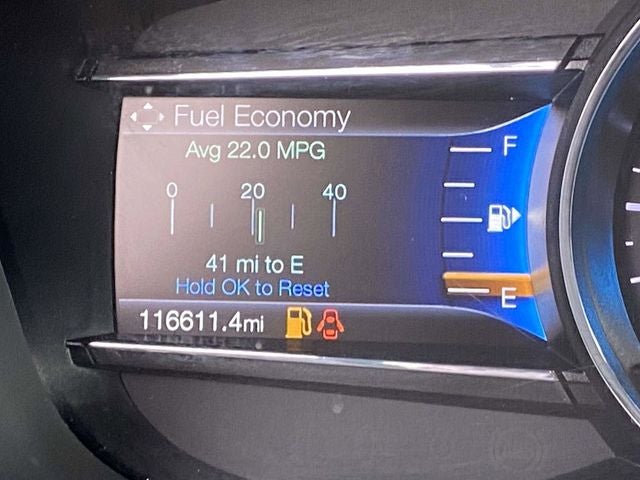 Fuel Economy
Avg 22.0 MPG
0 20 40
41 mi to E
Hold OK to Reset
116611.4mi
F
E